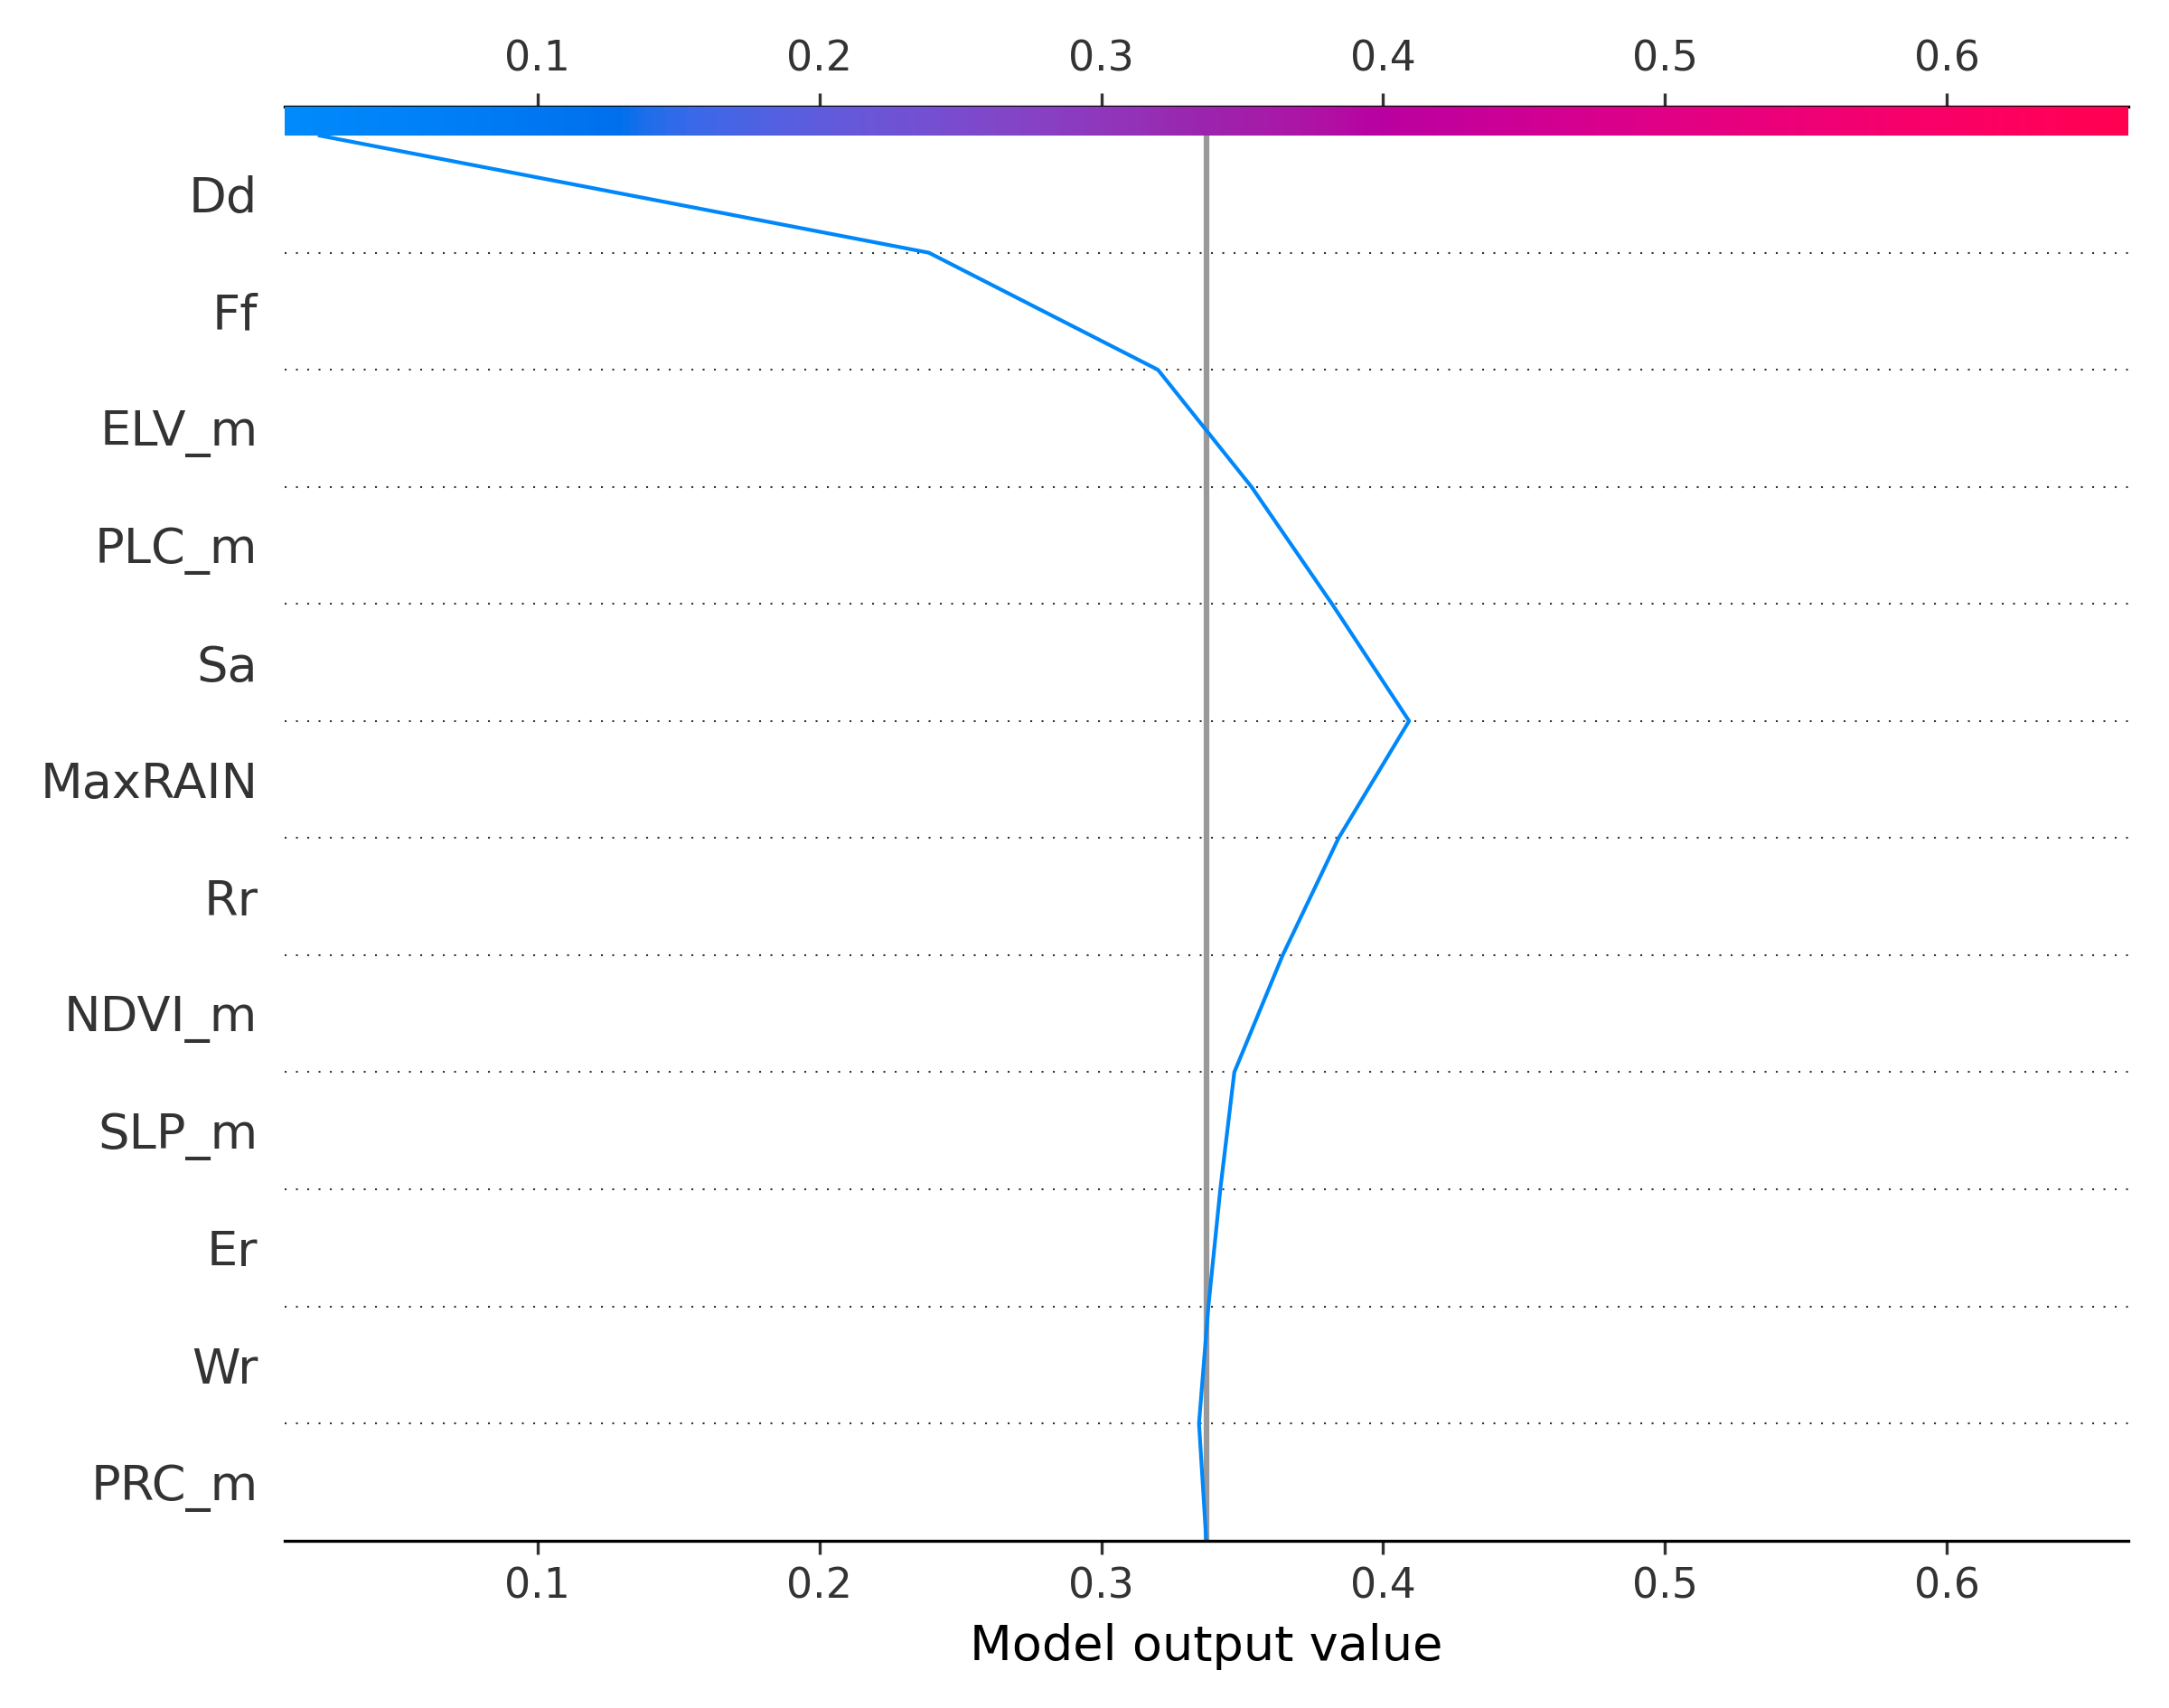 0.1 0.2 0.3 0.4 0.5 0.6
Dd
Ff
ELV_m
PLC_m
Sa
MaxRAIN
Rr
NDVI_m
SLP_m
Er
Wr
PRC_m
0.1 0.2 0.3 0.4 0.5 0.6
Model output value